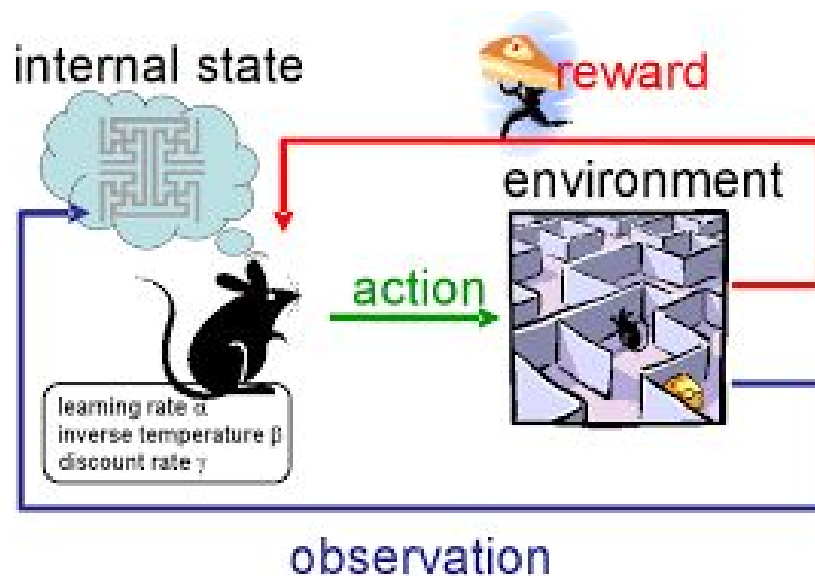 internal state
reward
environment
action
learning rate α
inverse temperature β
discount rate γ
observation